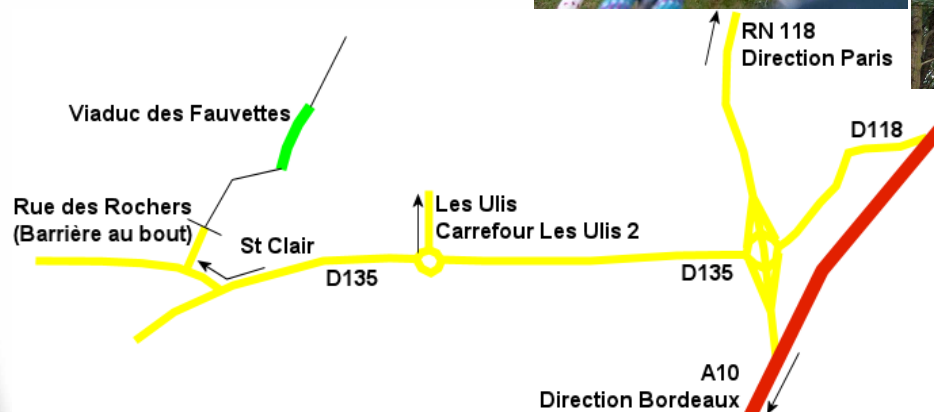 RN 118
Direction Paris
Viaduc des Fauvettes
D118
Rue des Rochers
(Barrière au bout)
Les Ulis
Carrefour Les Ulis 2
St Clair
D135
D135
A10
Direction Bordeaux